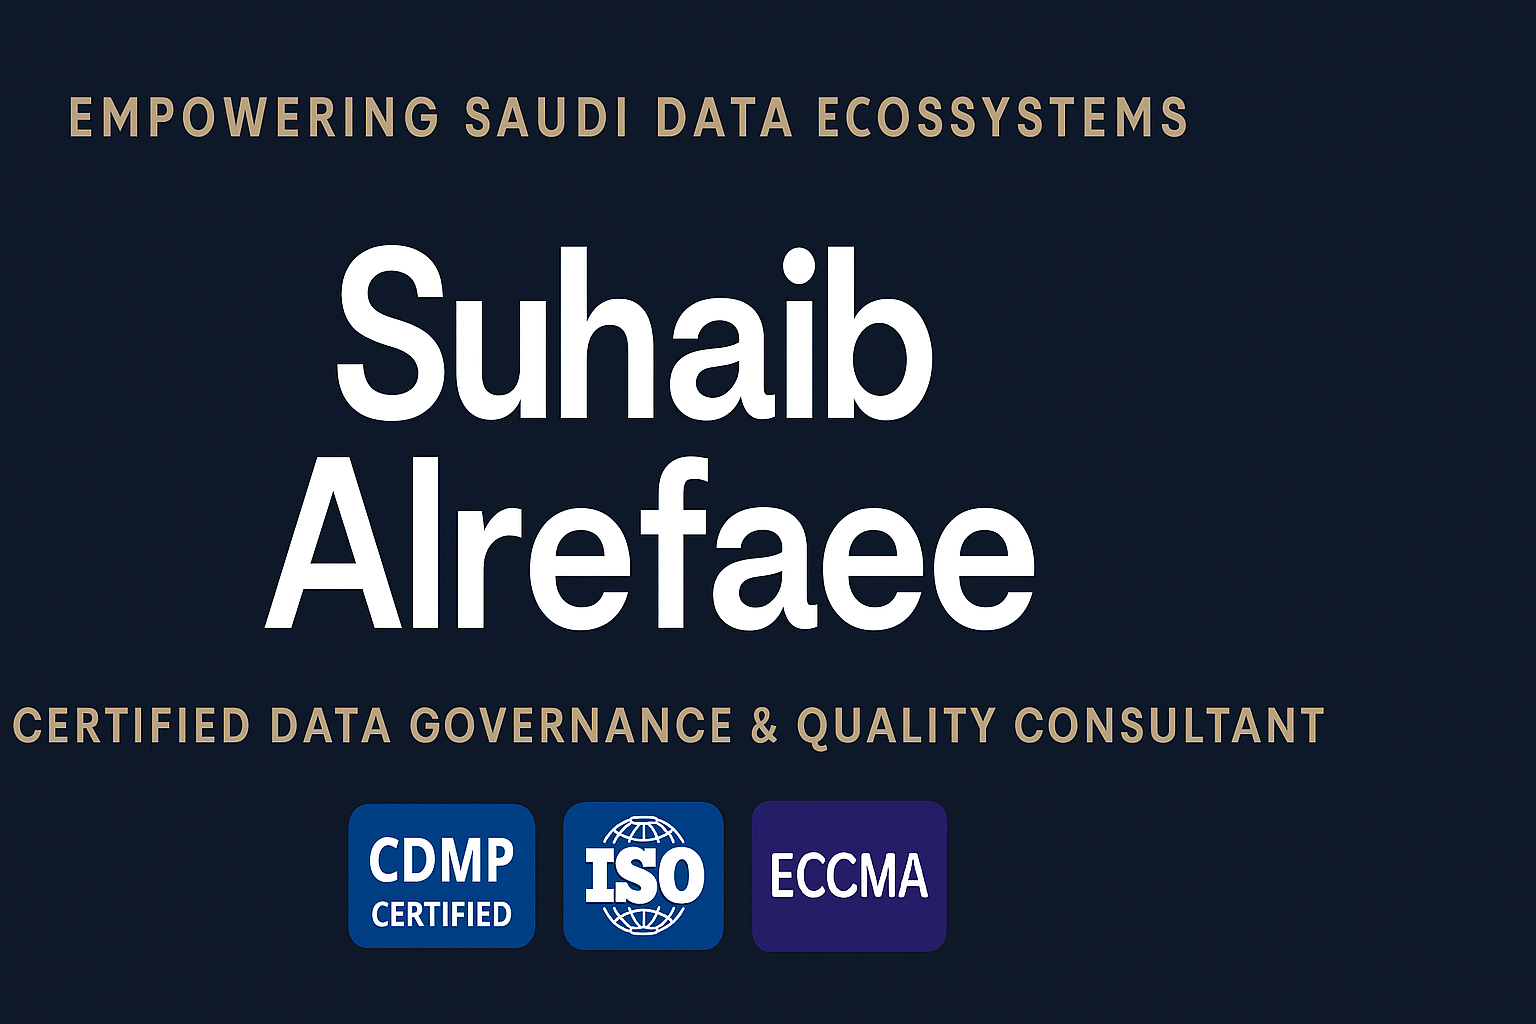 EMPOWERING SAUDI DATA ECOSSYSTEMS
Suhaib
Alrefaee
CERTIFIED DATA GOVERNANCE & QUALITY CONSULTANT
CDMP
CERTIFIED
ISO
ECCMA